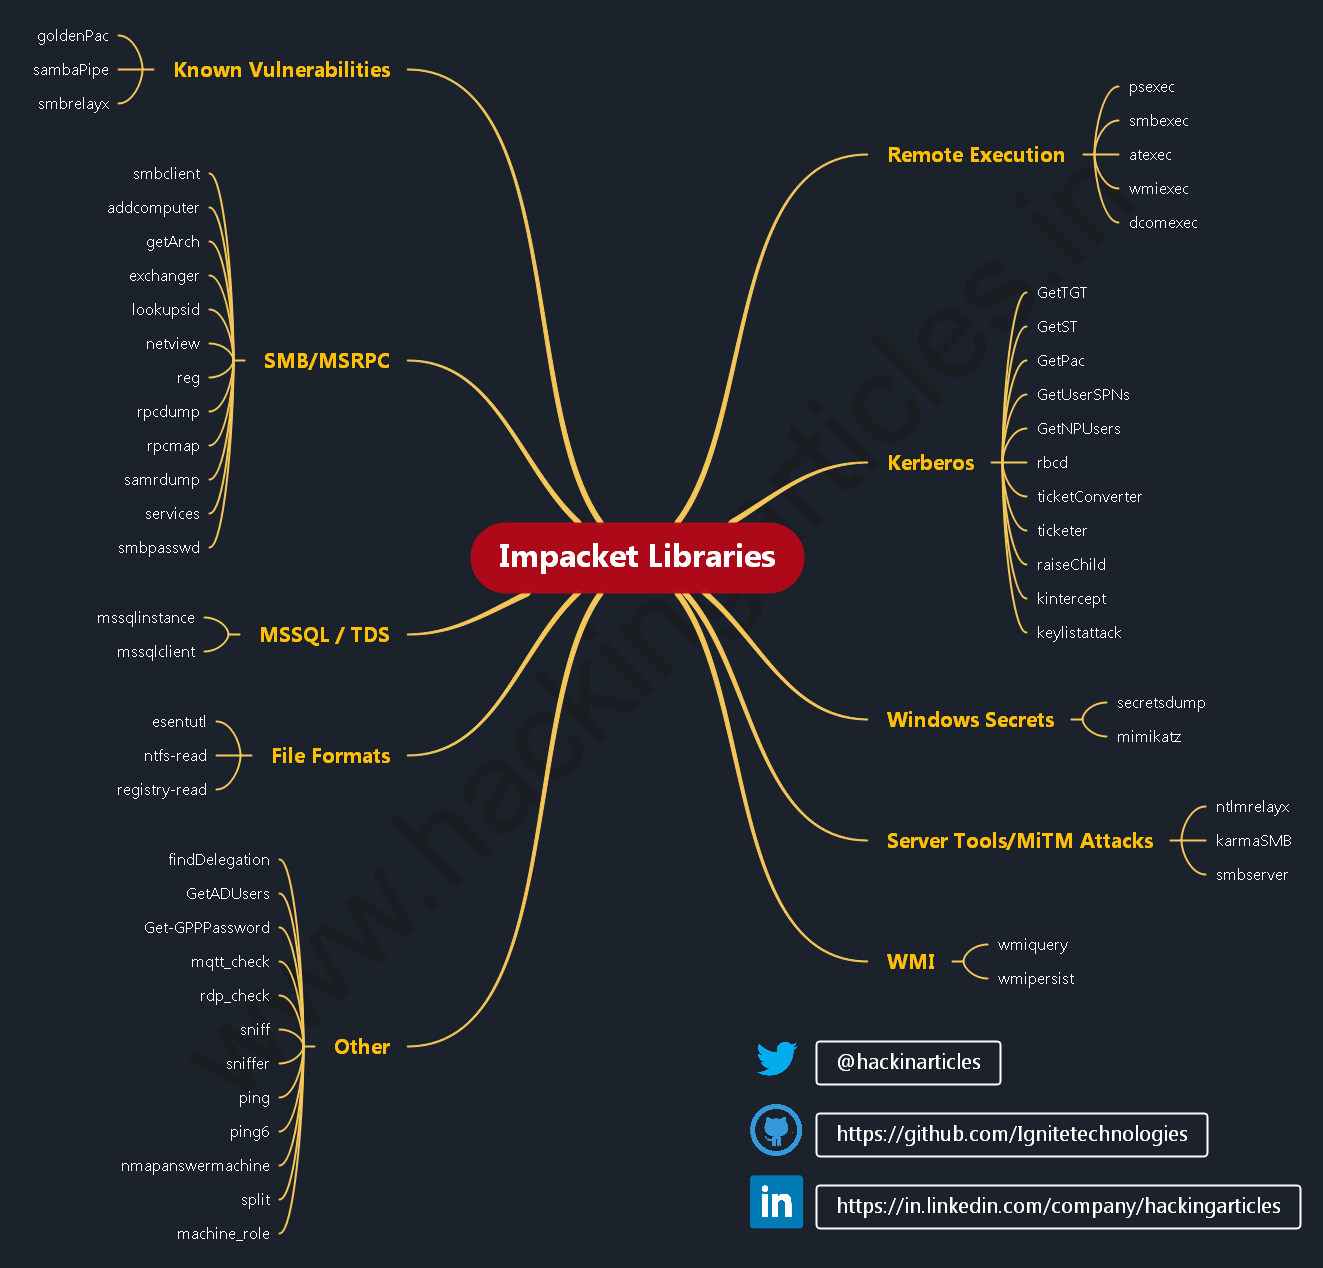 Impacket Libraries
Known Vulnerabilities
goldenPac
sambaPipe
smbrelayx
SMB/MSRPC
smbclient
addcomputer
getArch
exchanger
lookupsid
netview
reg
rpcdump
rpcmap
samrdump
services
smbpasswd
MSSQL / TDS
mssqlinstance
mssqlclient
File Formats
esentutl
ntfs-read
registry-read
Other
findDelegation
GetADUsers
Get-GPPPassword
mqtt_check
rdp_check
sniff
sniffer
ping
ping6
nmapanswermachine
split
machine_role
Remote Execution
psexec
smbexec
atexec
wmiexec
dcomexec
Kerberos
GetTGT
GetST
GetPac
GetUserSPNs
GetNPUsers
rbcd
ticketConverter
ticketer
raiseChild
kintercept
keylistattack
Windows Secrets
secretsdump
mimikatz
Server Tools/MiTM Attacks
ntlmrelayx
karmaSMB
smbserver
WMI
wmiquery
wmipersist
@hackinarticles
https://github.com/Ignitetechnologies
in
https://in.linkedin.com/company/hackingarticles
www.hackingarticles.in